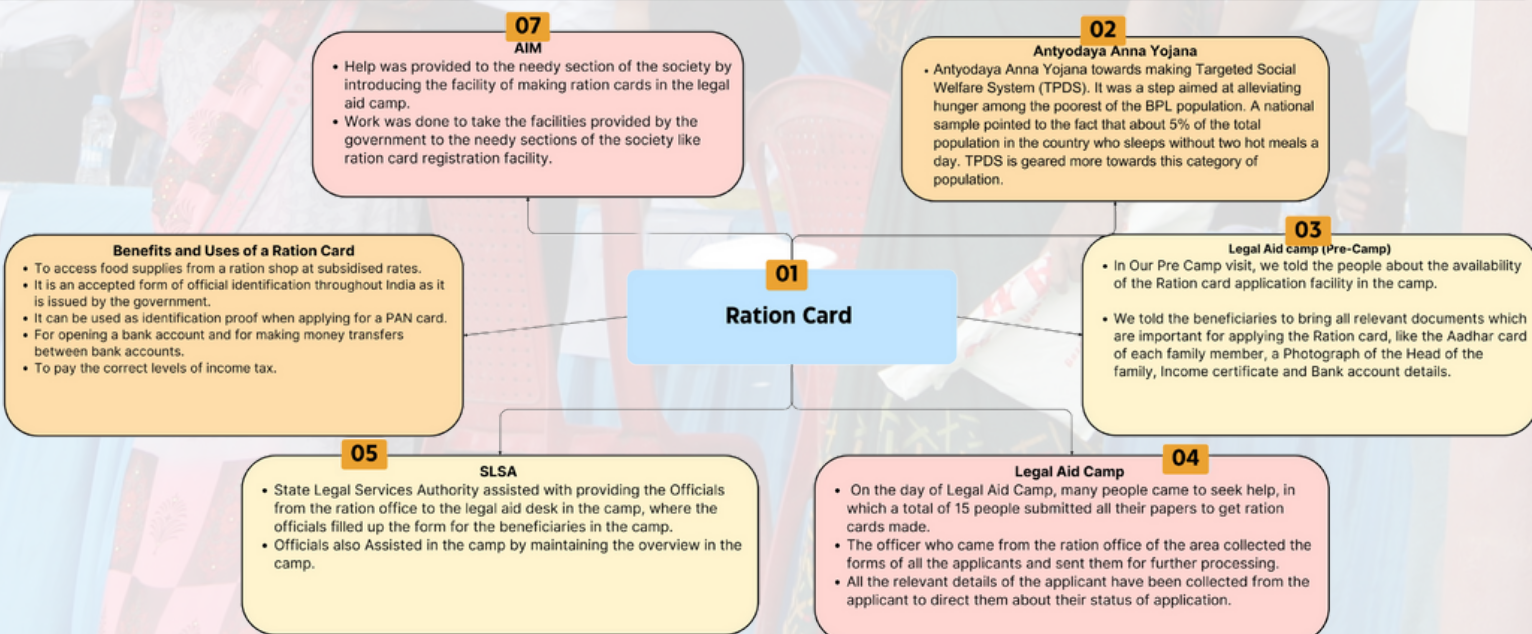 01
Ration Card
02
Antyodaya Anna Yojana
• Antyodaya Anna Yojana towards making Targeted Social
Welfare System (TPDS). It was a step aimed at alleviating
hunger among the poorest of the BPL population. A national
sample pointed to the fact that about 5% of the total
population in the country who sleeps without two hot meals a
day. TPDS is geared more towards this category of
population.
03
Legal Aid camp (Pre-Camp)
• In Our Pre Camp visit, we told the people about the availability
of the Ration card application facility in the camp.
• We told the beneficiaries to bring all relevant documents which
are important for applying the Ration card, like the Aadhar card
of each family member, a Photograph of the Head of the
family, Income certificate and Bank account details.
04
Legal Aid Camp
• On the day of Legal Aid Camp, many people came to seek help, in
which a total of 15 people submitted all their papers to get ration
cards made.
• The officer who came from the ration office of the area collected the
forms of all the applicants and sent them for further processing.
• All the relevant details of the applicant have been collected from the
applicant to direct them about their status of application.
05
SLSA
• State Legal Services Authority assisted with providing the Officials
from the ration office to the legal aid desk in the camp, where the
officials filled up the form for the beneficiaries in the camp.
• Officials also Assisted in the camp by maintaining the overview in the
camp.
Benefits and Uses of a Ration Card
• To access food supplies from a ration shop at subsidised rates.
• It is an accepted form of official identification throughout India as it
is issued by the government.
• It can be used as identification proof when applying for a PAN card.
• For opening a bank account and for making money transfers
between bank accounts.
• To pay the correct levels of income tax.
07
AIM
• Help was provided to the needy section of the society by
introducing the facility of making ration cards in the legal
aid camp.
• Work was done to take the facilities provided by the
government to the needy sections of the society like
ration card registration facility.